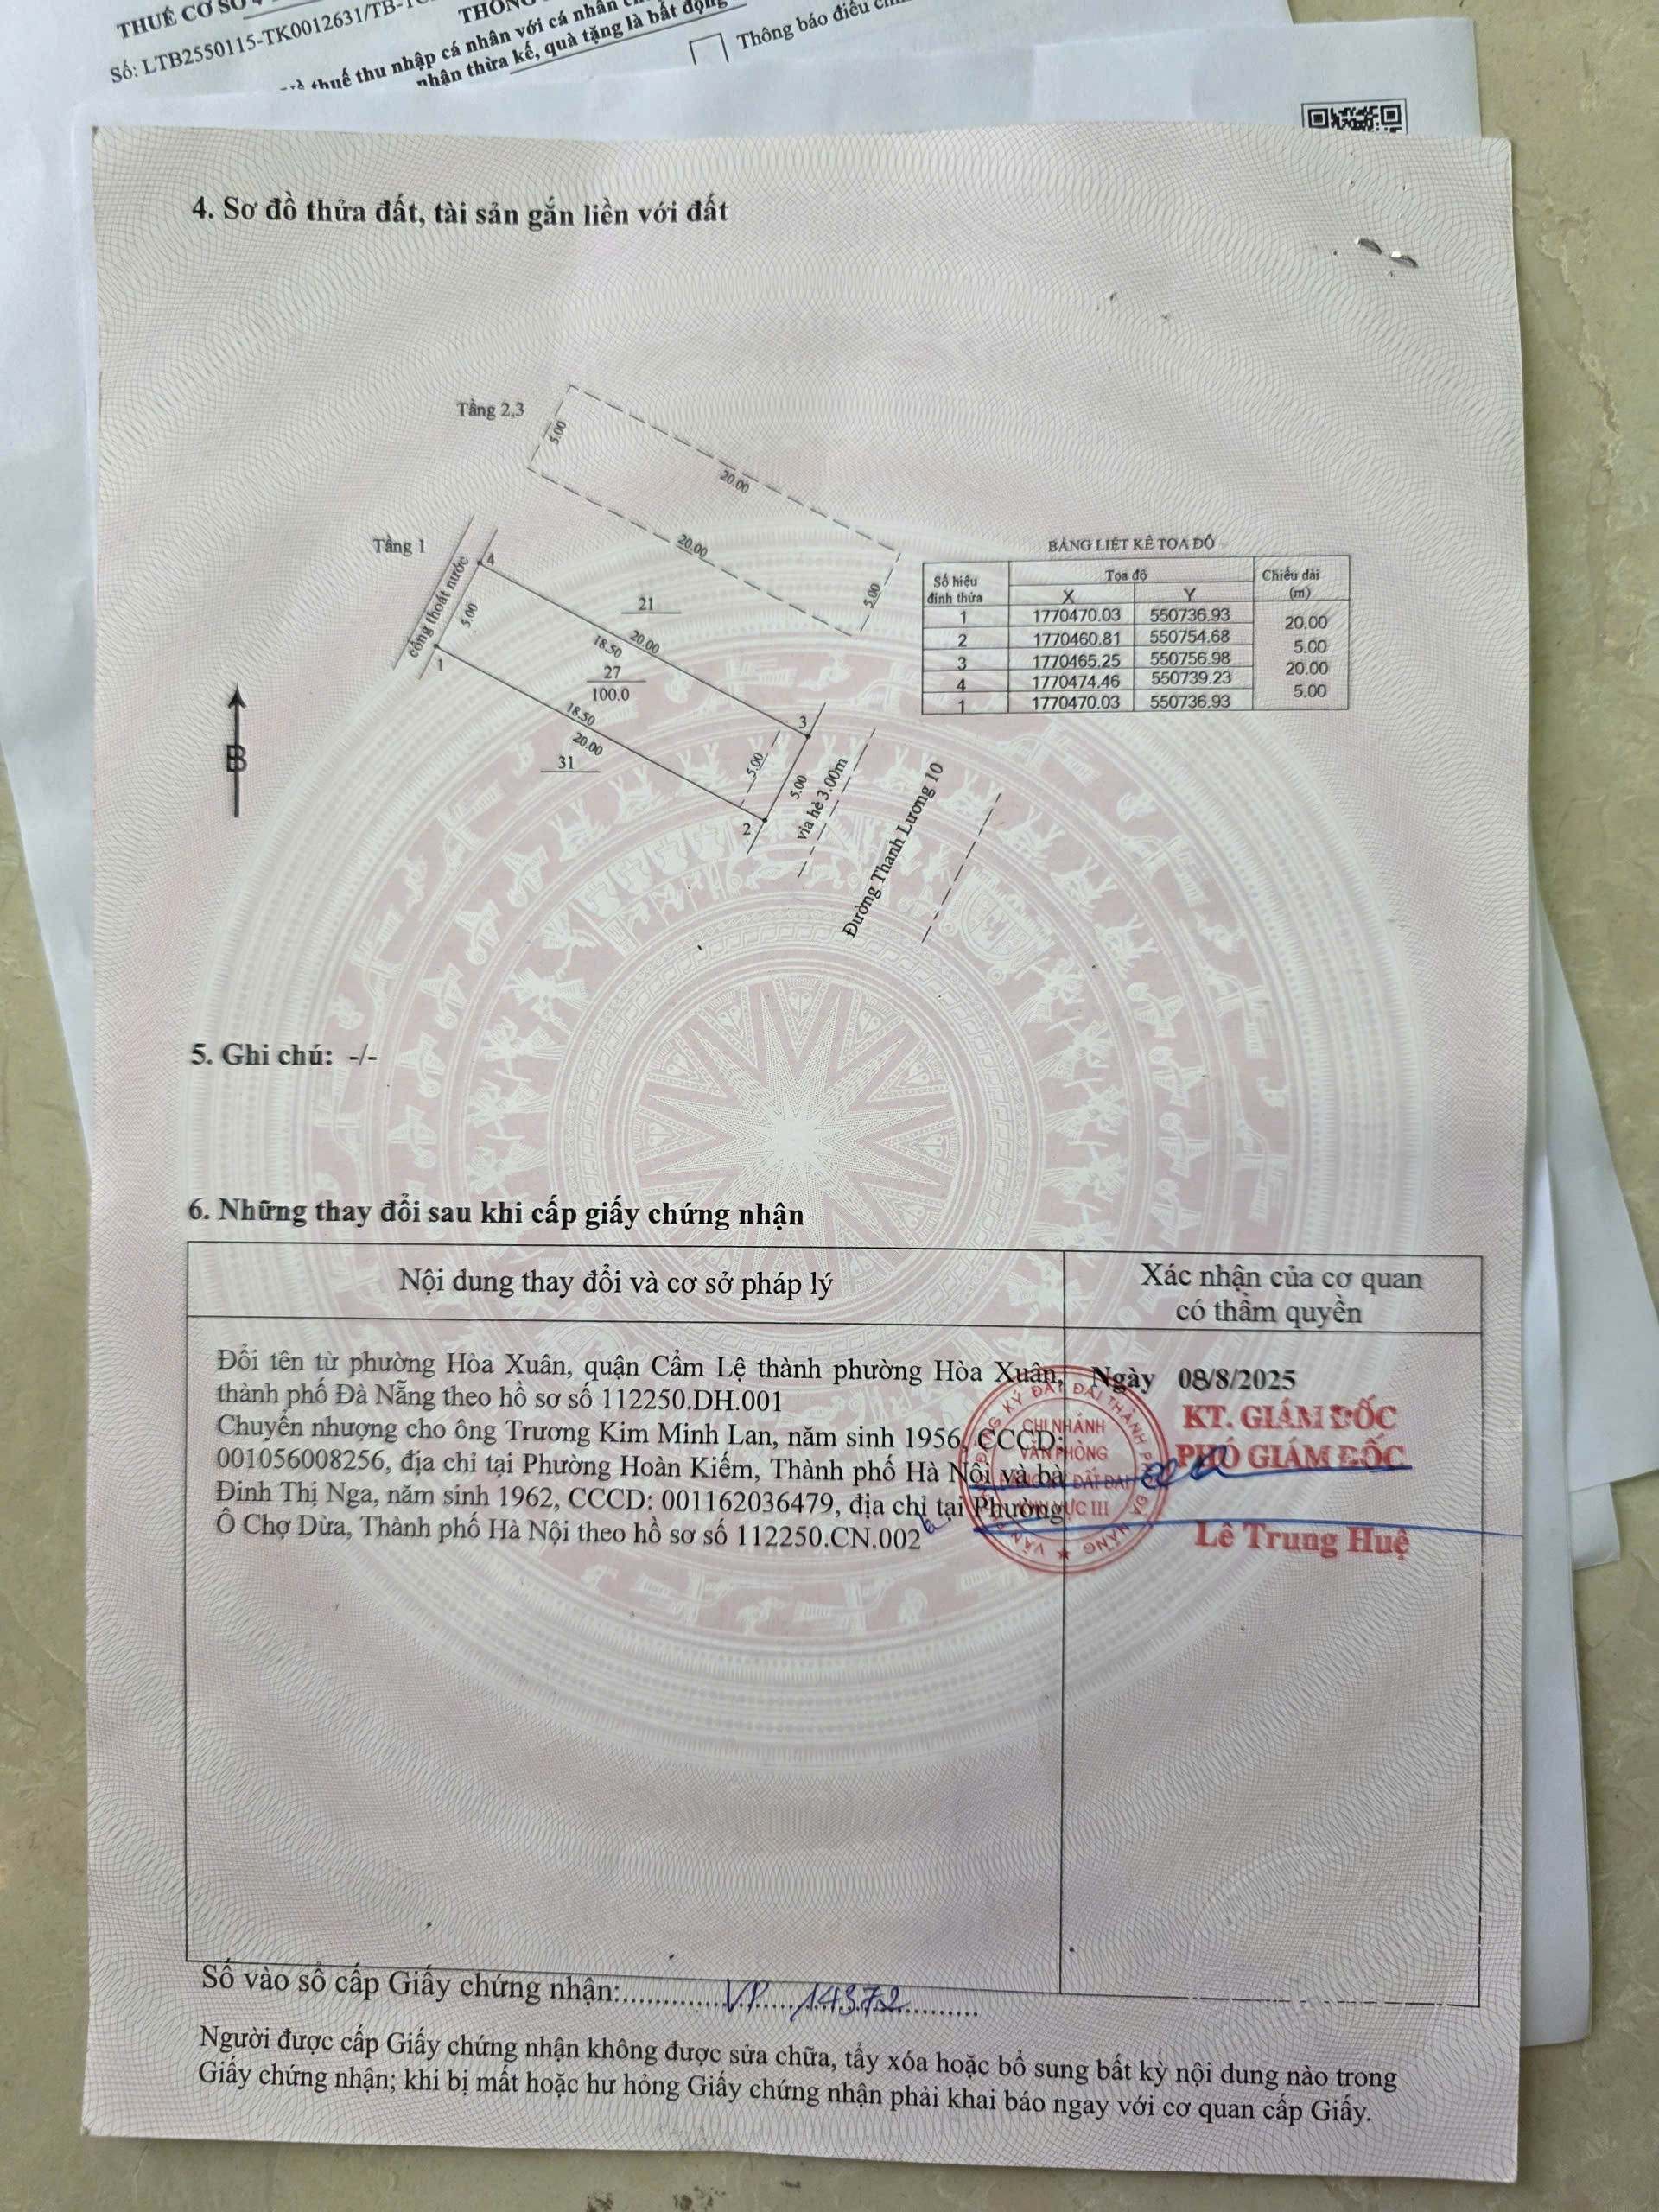 THUẾ CƠ SỞ
Số: LTB2550115-TK0012631/TB-
thuế thu nhập cá nhân với cá nhân
nhận thừa kế, quà tặng là bất động
Thông báo điều
4. Sơ đồ thửa đất, tài sản gắn liền với đất
Tầng 2,3
5.00
20.00
20.00
5.00
Tầng 1
cống thoát nước
4
5.00
1
21
20.00
18.50
27
100.0
18.50
20.00
31
3
5.00
5.00
2
vỉa hè 3.00m
Đường Thanh Lương 10
B
BẢNG LIỆT KÊ TỌA ĐỘ
Số hiệu đỉnh thửa Tọa độ Chiều dài (m)
X Y
1 1770470.03 550736.93
20.00
2 1770460.81 550754.68
5.00
3 1770465.25 550756.98
20.00
4 1770474.46 550739.23
5.00
1 1770470.03 550736.93
5. Ghi chú: -/-
6. Những thay đổi sau khi cấp giấy chứng nhận
Nội dung thay đổi và cơ sở pháp lý
Xác nhận của cơ quan
có thẩm quyền
Đổi tên từ phường Hòa Xuân, quận Cẩm Lệ thành phường Hòa Xuân,
thành phố Đà Nẵng theo hồ sơ số 112250.DH.001
Chuyển nhượng cho ông Trương Kim Minh Lan, năm sinh 1956, CCCD:
001056008256, địa chỉ tại Phường Hoàn Kiếm, Thành phố Hà Nội và bà
Đinh Thị Nga, năm sinh 1962, CCCD: 001162036479, địa chỉ tại Phường
Ô Chợ Dừa, Thành phố Hà Nội theo hồ sơ số 112250.CN.002
Ngày 08/8/2025
KT. GIÁM ĐỐC
PHÓ GIÁM ĐỐC
Lê Trung Huệ
CHI NHÁNH
VĂN PHÒNG
Số vào sổ cấp Giấy chứng nhận:.............VP 14372.............
Người được cấp Giấy chứng nhận không được sửa chữa, tẩy xóa hoặc bổ sung bất kỳ nội dung nào trong
Giấy chứng nhận; khi bị mất hoặc hư hỏng Giấy chứng nhận phải khai báo ngay với cơ quan cấp Giấy.